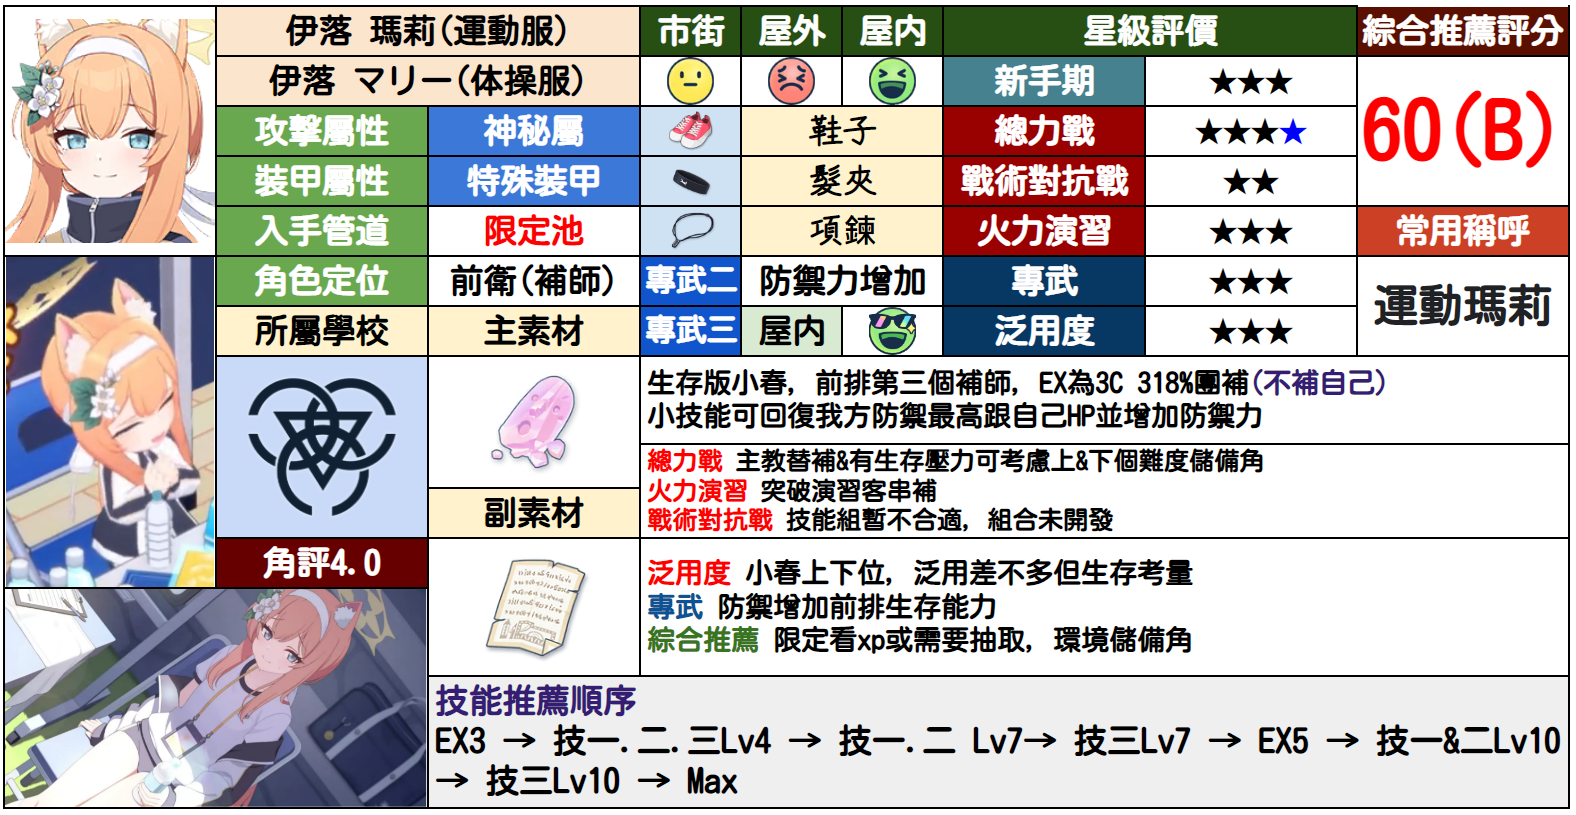 伊落 瑪莉(運動服)
市街
屋外
屋内
星級評價
綜合推薦評分
伊落 マリー(体操服)
新手期
★★★
60(B)
攻擊屬性
神秘屬
鞋子
總力戰
★★★★
裝甲屬性
特殊裝甲
髮夾
戰術對抗戰
★★
入手管道
限定池
項鍊
火力演習
★★★
常用稱呼
角色定位
前衛(補師)
專武二
防禦力增加
專武
★★★
運動瑪莉
所屬學校
主素材
專武三
屋内
泛用度
★★★
生存版小春, 前排第三個補師, EX為3C 318%團補(不補自己)
小技能可回復我方防禦最高跟自己HP並增加防禦力
總力戰 主教替補&有生存壓力可考慮上&下個難度儲備角
火力演習 突破演習客串補
戰術對抗戰 技能組暫不合適, 組合未開發
副素材
角評4.0
泛用度 小春上下位, 泛用差不多但生存考量
專武 防禦增加前排生存能力
綜合推薦 限定看xp或需要抽取, 環境儲備角
技能推薦順序
EX3 → 技一.二.三Lv4 → 技一.二 Lv7→ 技三Lv7 → EX5 → 技一&二Lv10
→ 技三Lv10 → Max